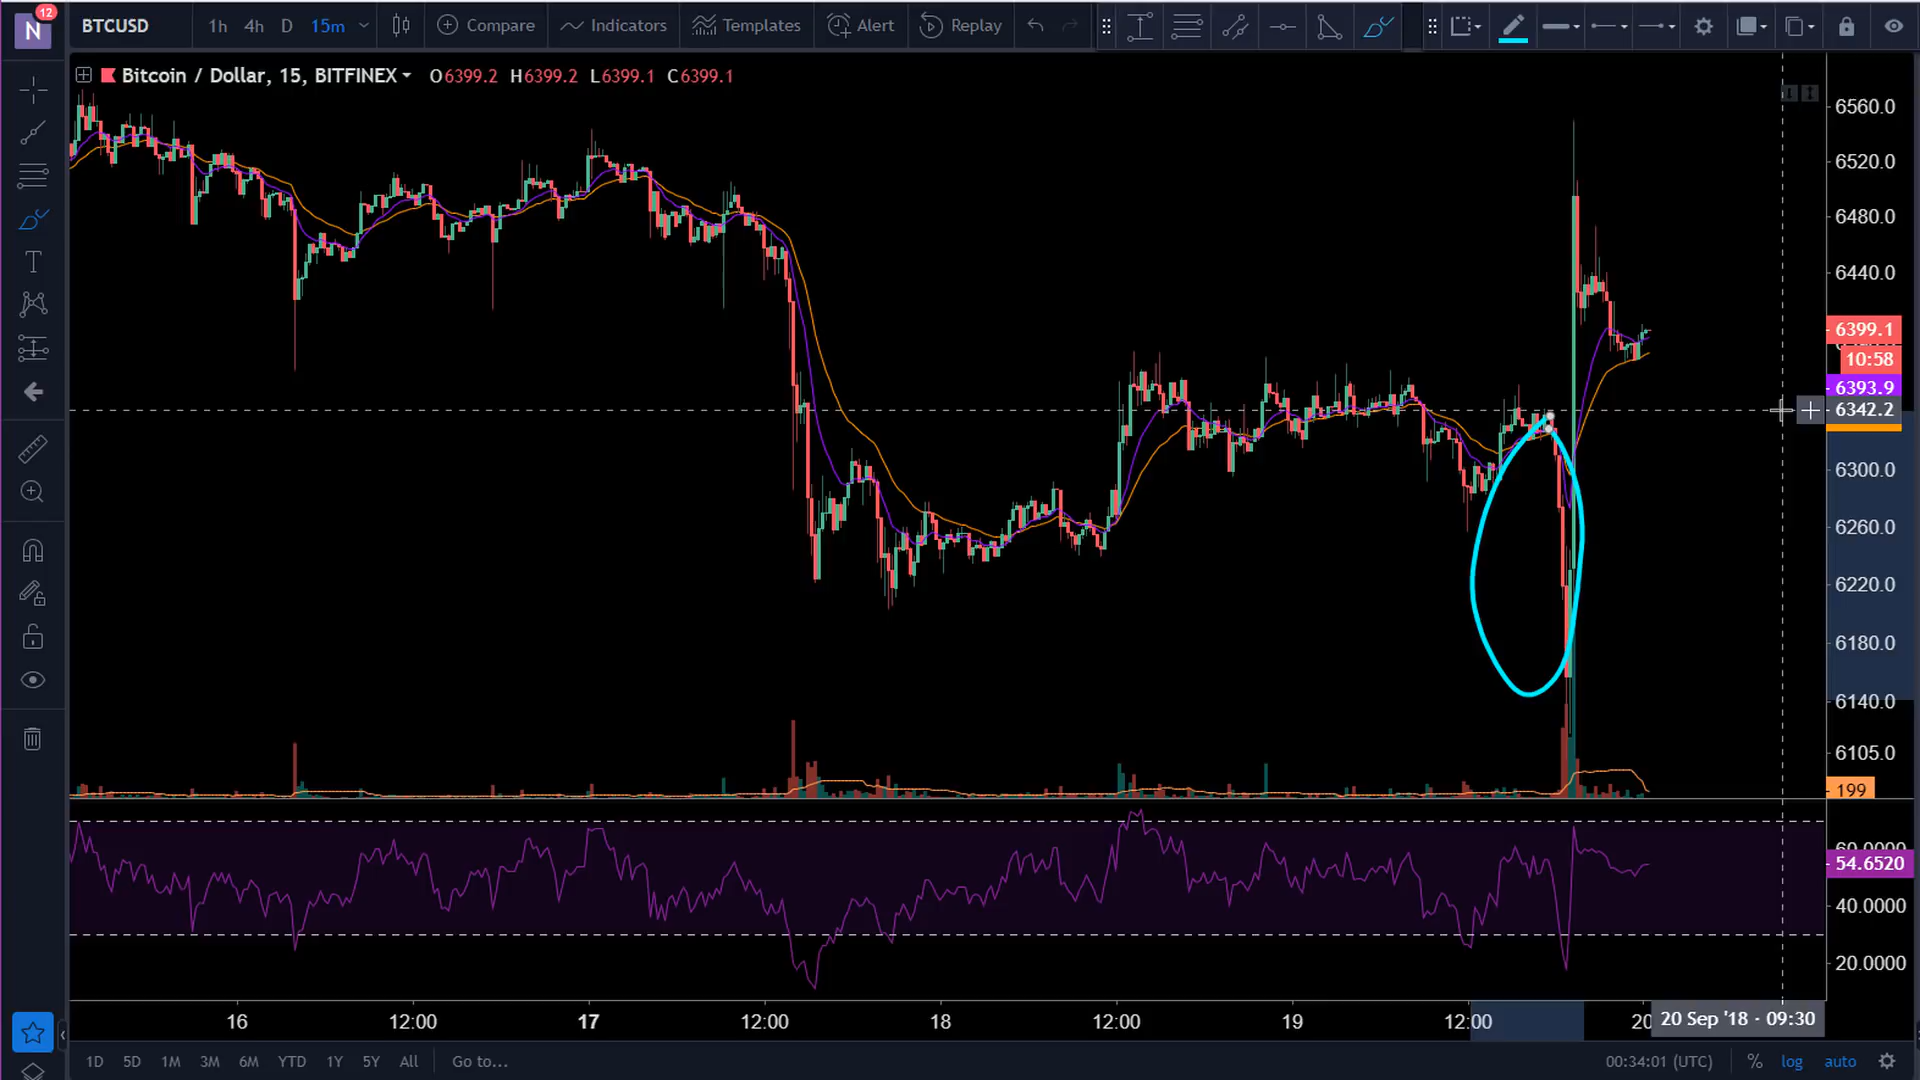 N
12
BTCUSD
1h 4h D 15m
Compare
Indicators
Templates
Alert
Replay
Bitcoin / Dollar, 15, BITFINEX
O6399.2 H6399.2 L6399.1 C6399.1
T
6560.0
6520.0
6480.0
6440.0
6399.1
10:58
6393.9
6342.2
6300.0
6260.0
6220.0
6180.0
6140.0
6105.0
199
60.0000
54.6520
40.0000
20.0000
16 12:00 17 12:00 18 12:00 19 12:00 20
20 Sep '18 - 09:30
1D 5D 1M 3M 6M YTD 1Y 5Y All Go to...
00:34:01 (UTC) % log auto